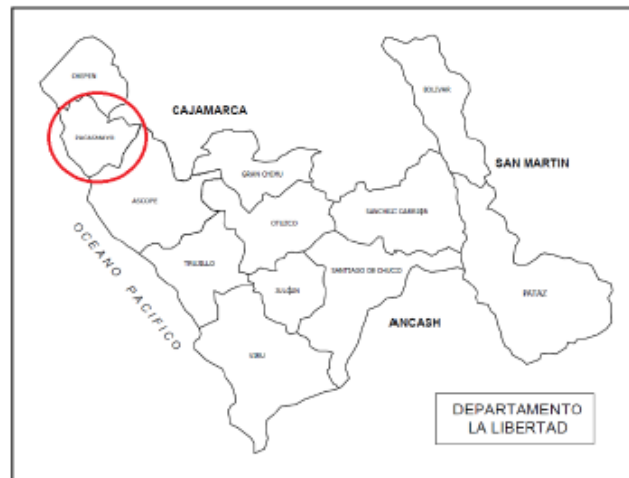 CHEPEN
BOLIVAR
CAJAMARCA
PACASMAYO
SAN MARTIN
GRAN CHIMU
ASCOPE
SANCHEZ CARRION
OTUZCO
OCEANO PACIFICO
TRUJILLO
SANTIAGO DE CHUCO
JULCAN
PATAZ
ANCASH
VIRU
DEPARTAMENTO
LA LIBERTAD